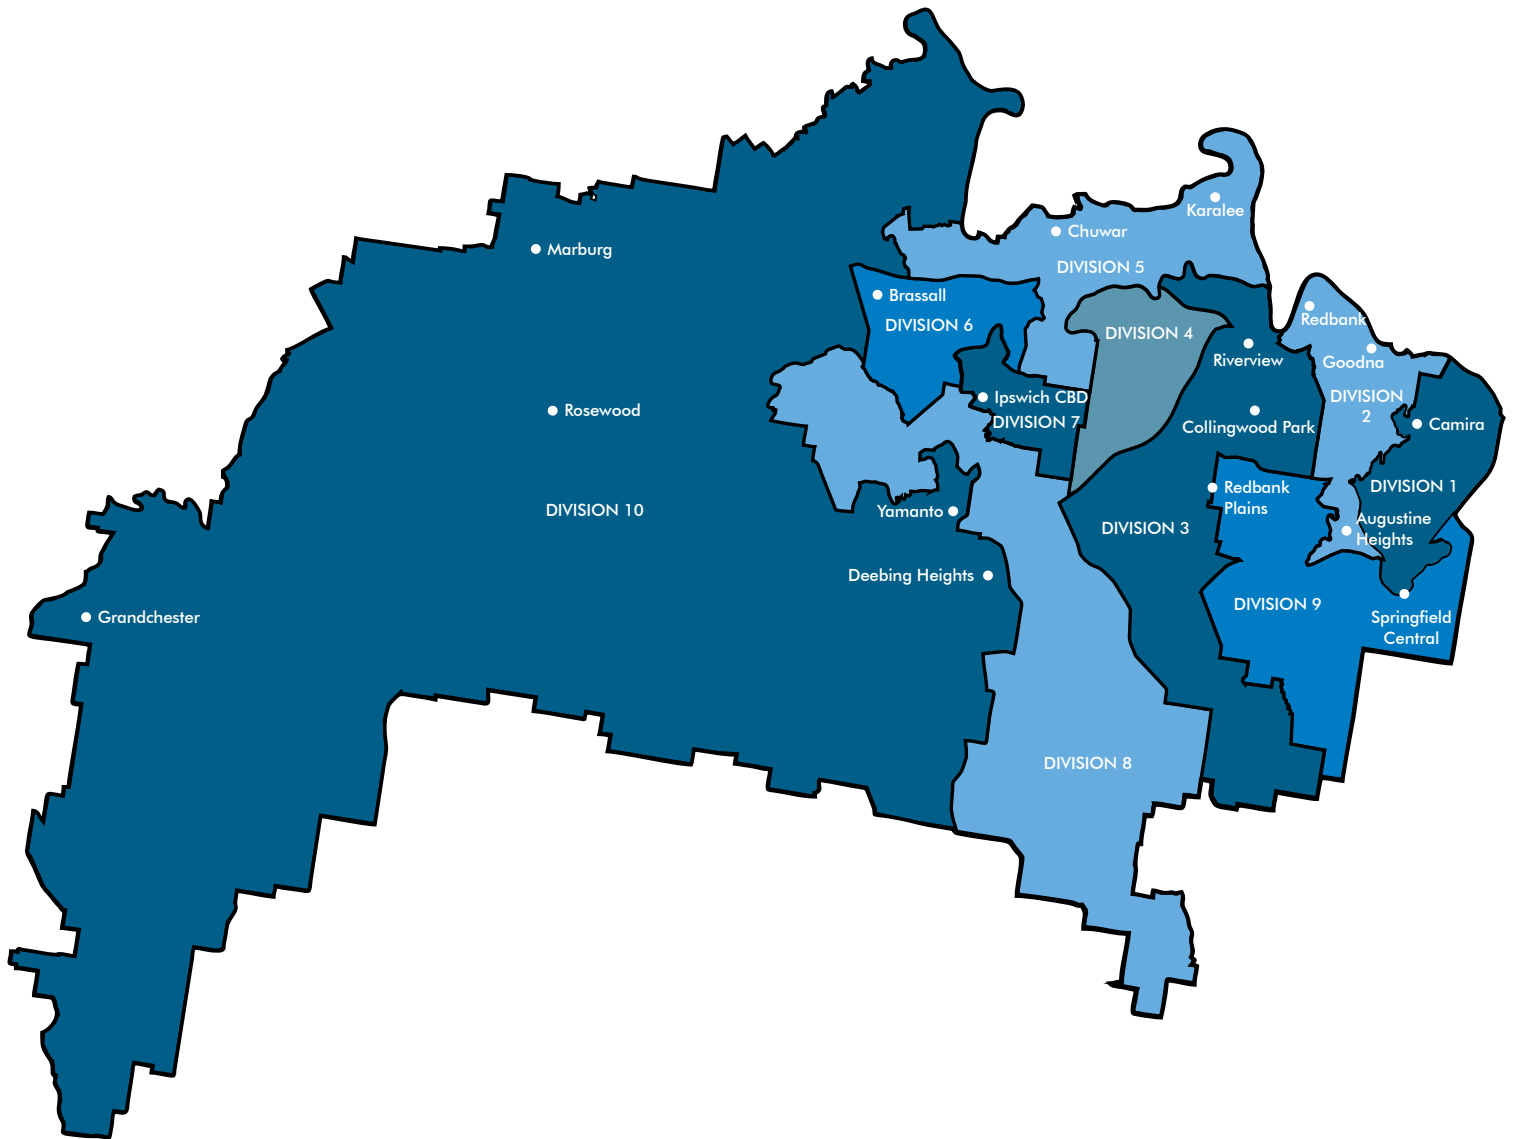 Karalee
Chuwar
Marburg
DIVISION 5
Brassall
Redbank
DIVISION 6
DIVISION 4
Riverview
Goodna
Ipswich CBD
DIVISION
2
Rosewood
DIVISION 7
Collingwood Park
Camira
DIVISION 1
Redbank
Plains
DIVISION 10
Yamanto
DIVISION 3
Augustine
Heights
Deebing Heights
DIVISION 9
Grandchester
Springfield
Central
DIVISION 8